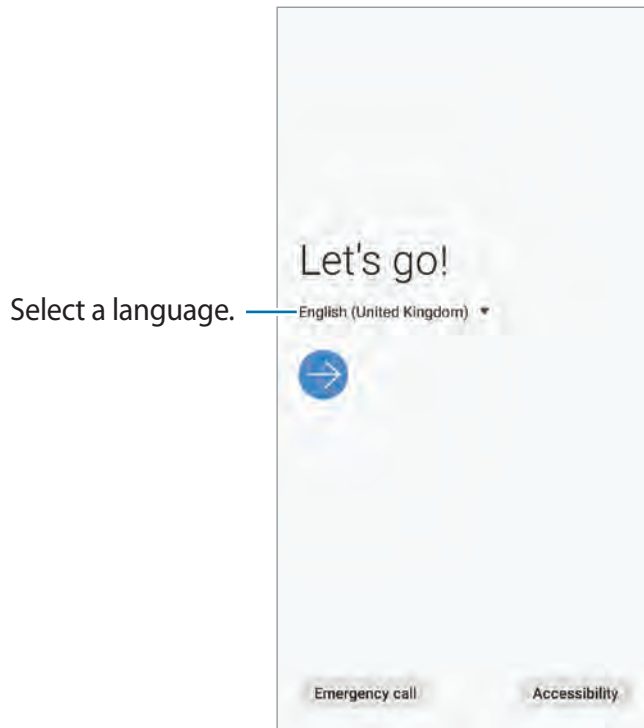 Let's go!
Select a language.
English (United Kingdom)
Emergency call
Accessibility